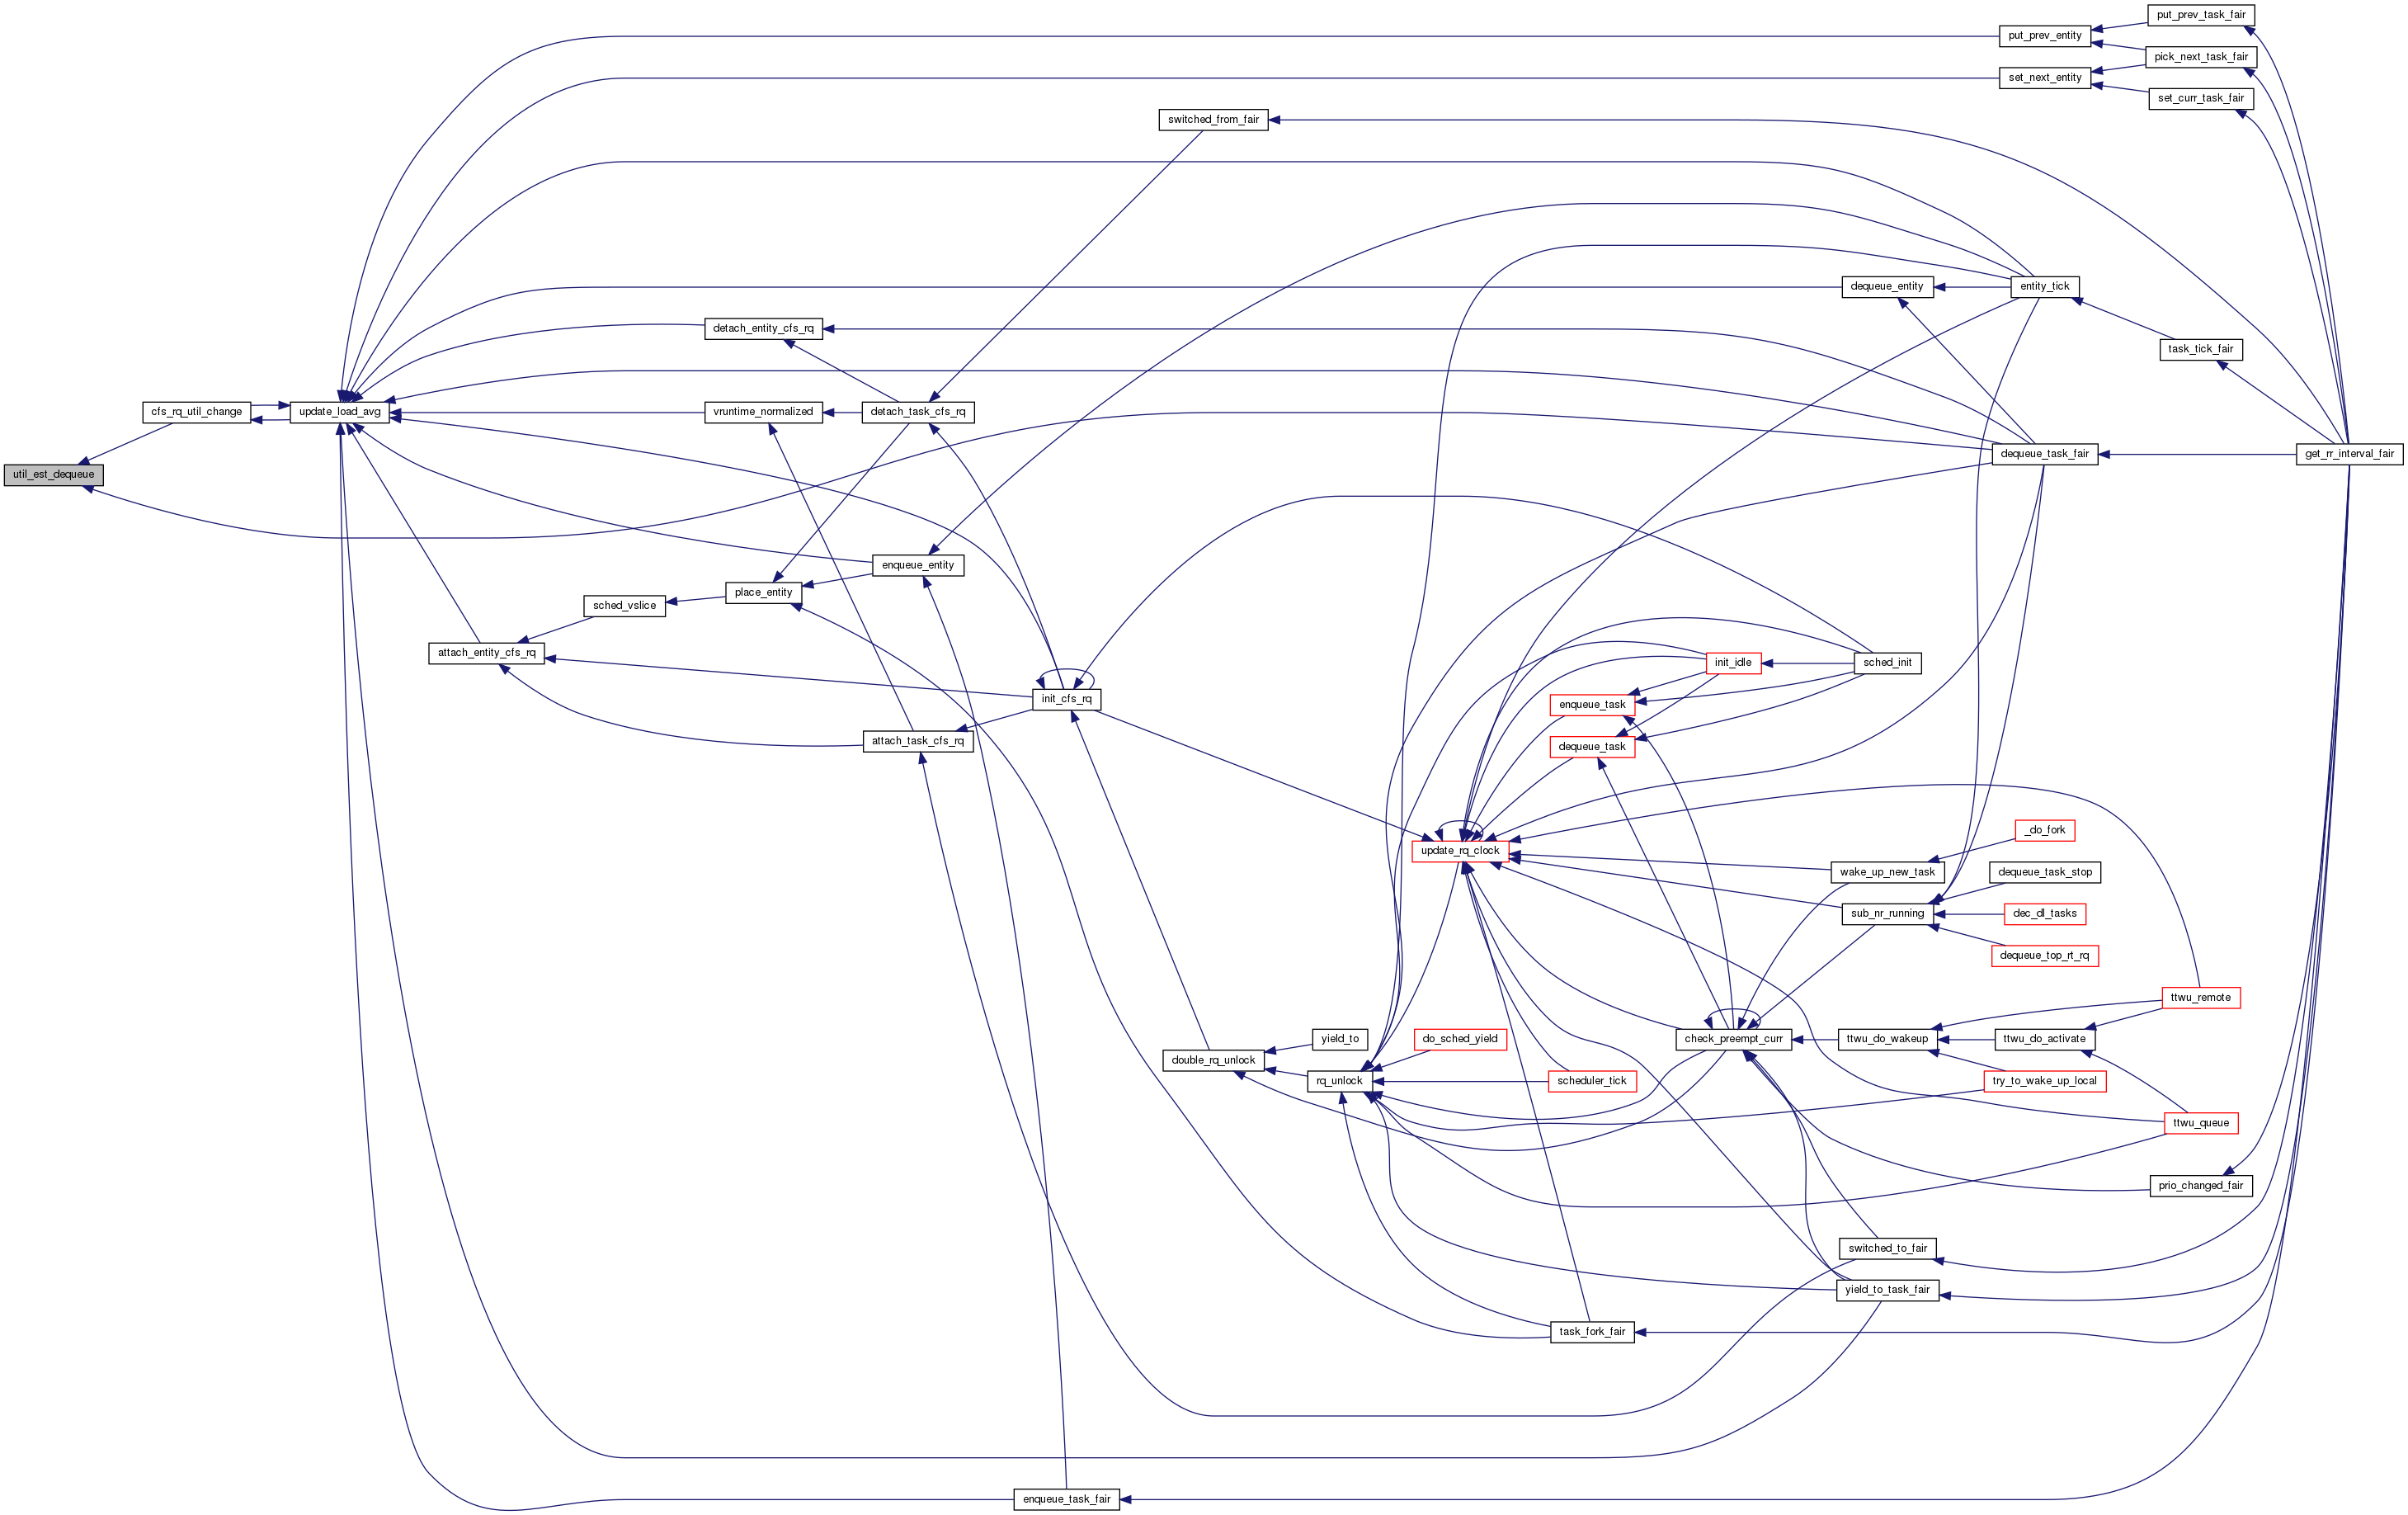 put_prev_task_fair
put_prev_entity
pick_next_task_fair
set_next_entity
set_curr_task_fair
switched_from_fair
dequeue_entity
entity_tick
detach_entity_cfs_rq
task_tick_fair
cfs_rq_util_change
update_load_avg
vruntime_normalized
detach_task_cfs_rq
dequeue_task_fair
get_rr_interval_fair
util_est_dequeue
enqueue_entity
place_entity
sched_vslice
attach_entity_cfs_rq
init_idle
sched_init
init_cfs_rq
enqueue_task
attach_task_cfs_rq
dequeue_task
_do_fork
update_rq_clock
wake_up_new_task
dequeue_task_stop
sub_nr_running
dec_dl_tasks
dequeue_top_rt_rq
ttwu_remote
yield_to
do_sched_yield
check_preempt_curr
ttwu_do_wakeup
ttwu_do_activate
double_rq_unlock
rq_unlock
scheduler_tick
try_to_wake_up_local
ttwu_queue
prio_changed_fair
switched_to_fair
yield_to_task_fair
task_fork_fair
enqueue_task_fair